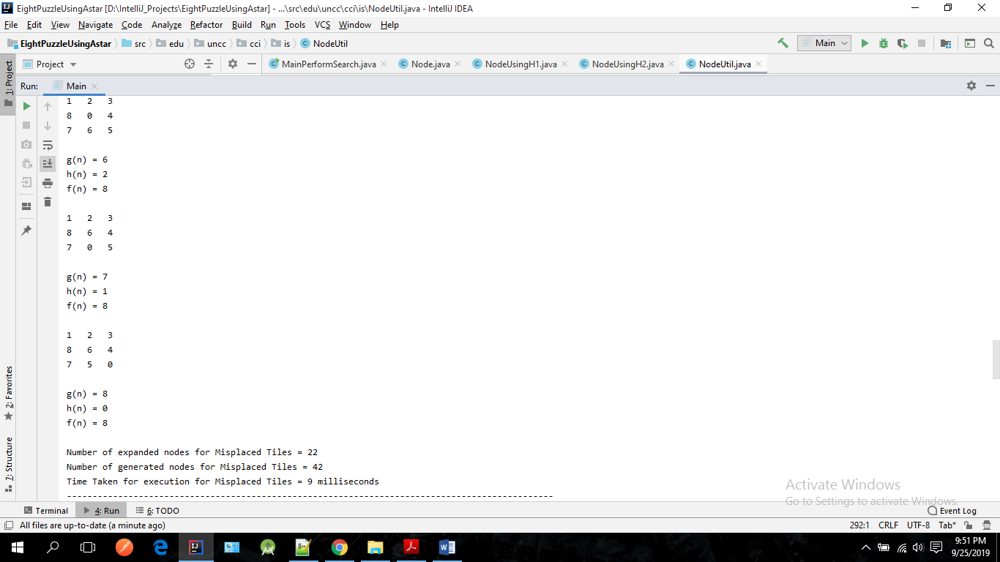 EightPuzzleUsingAstar [D:\IntelliJ_Projects\EightPuzzleUsingAstar] - ...\src\edu\uncc\cci\is\NodeUtil.java - IntelliJ IDEA
File Edit View Navigate Code Analyze Refactor Build Run Tools VCS Window Help
EightPuzzleUsingAstar src edu uncc cci is NodeUtil Main
1: Project
Project MainPerformSearch.java Node.java NodeUsingH1.java NodeUsingH2.java NodeUtil.java
Run: Main
1 2 3
8 0 4
7 6 5
g(n) = 6
h(n) = 2
f(n) = 8
1 2 3
8 6 4
7 0 5
g(n) = 7
h(n) = 1
f(n) = 8
1 2 3
8 6 4
7 5 0
g(n) = 8
h(n) = 0
f(n) = 8
Number of expanded nodes for Misplaced Tiles = 22
Number of generated nodes for Misplaced Tiles = 42
Time Taken for execution for Misplaced Tiles = 9 milliseconds
-----------------------------------------------------------------------------------------------
2: Favorites
7: Structure
Activate Windows
Go to Settings to activate Windows.
Terminal 4: Run 6: TODO Event Log
All files are up-to-date (a minute ago) 292:1 CRLF UTF-8 Tab*
9:51 PM
9/25/2019